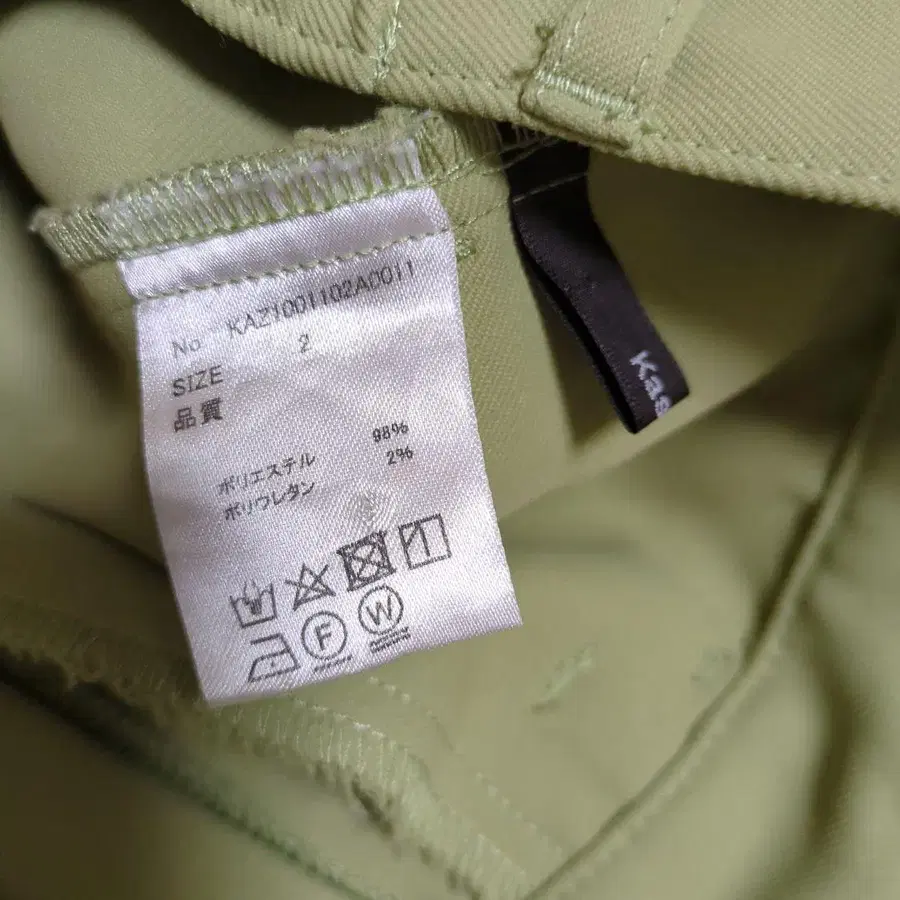 No KAZ1001102A0011
SIZE 2
品質
ポリエステル 98%
ポリウレタン 2%
F W
Kas